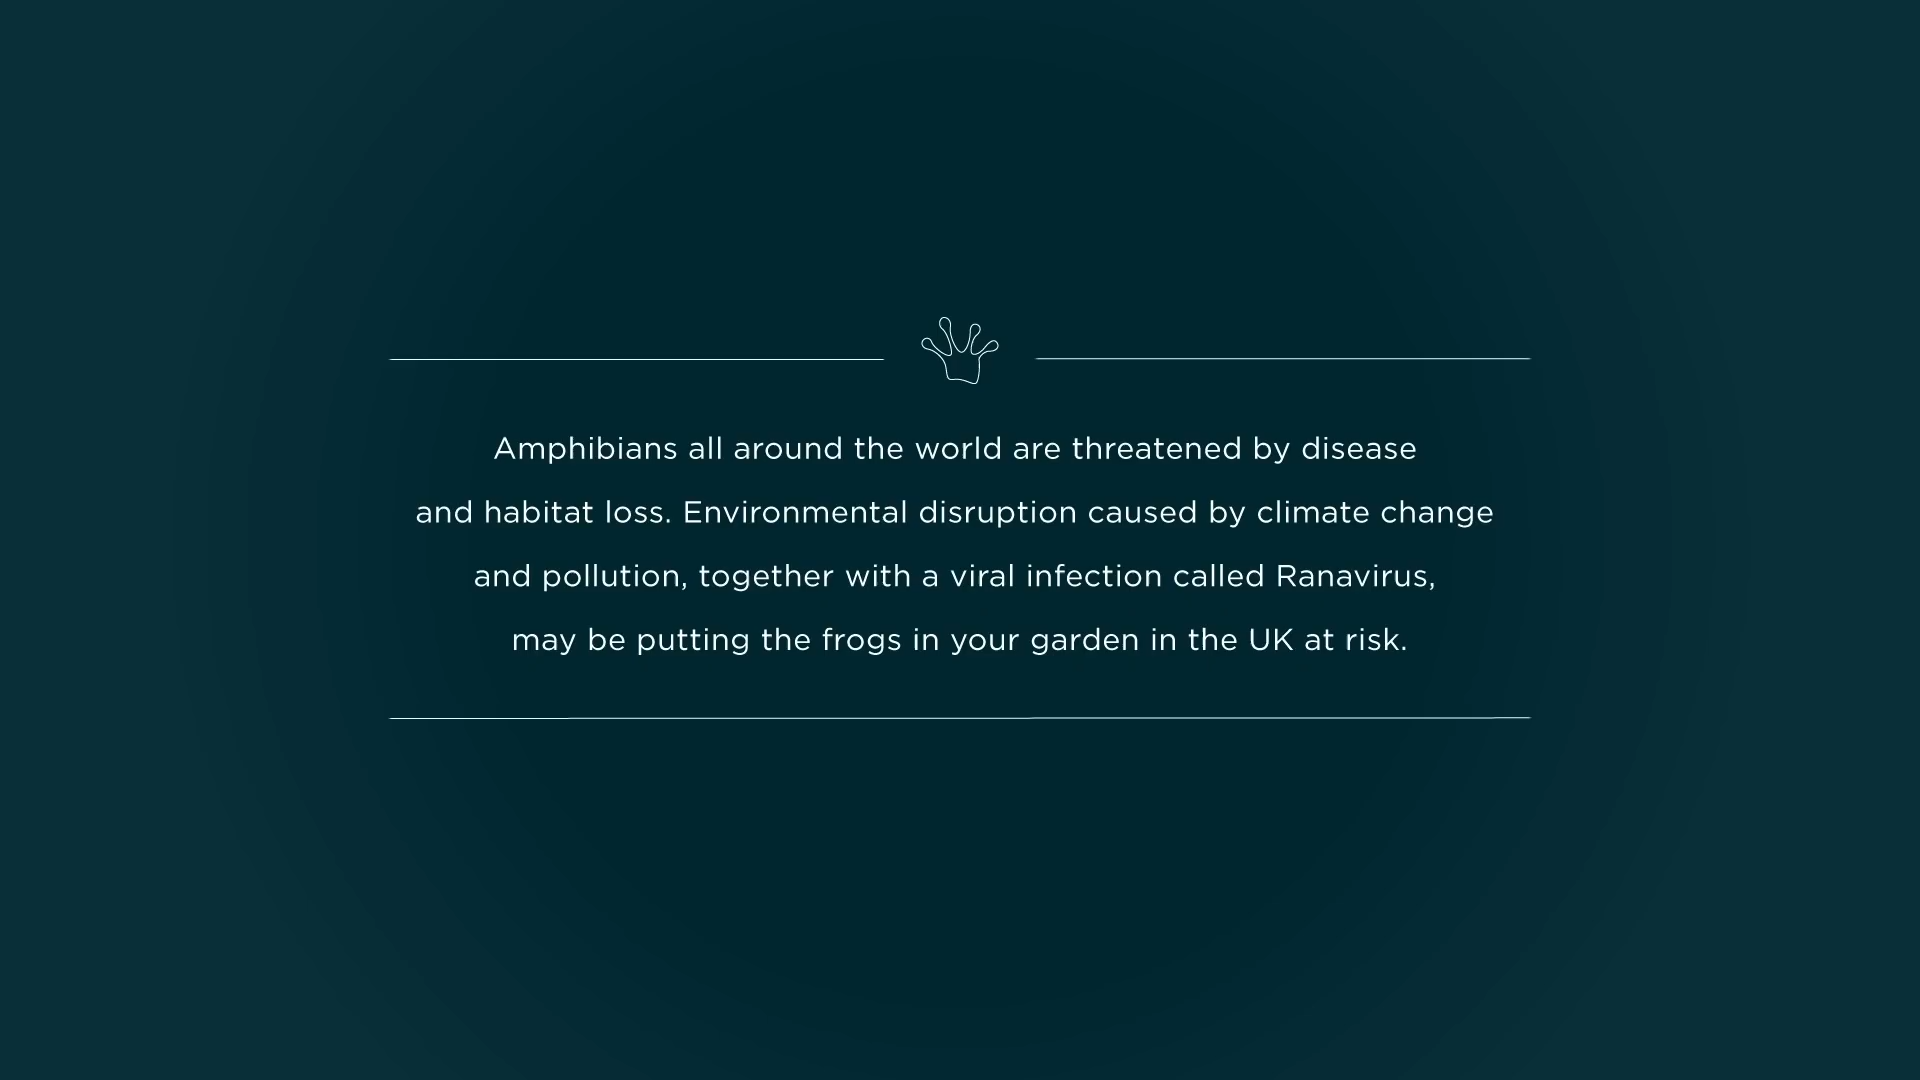 Amphibians all around the world are threatened by disease
and habitat loss. Environmental disruption caused by climate change
and pollution, together with a viral infection called Ranavirus,
may be putting the frogs in your garden in the UK at risk.